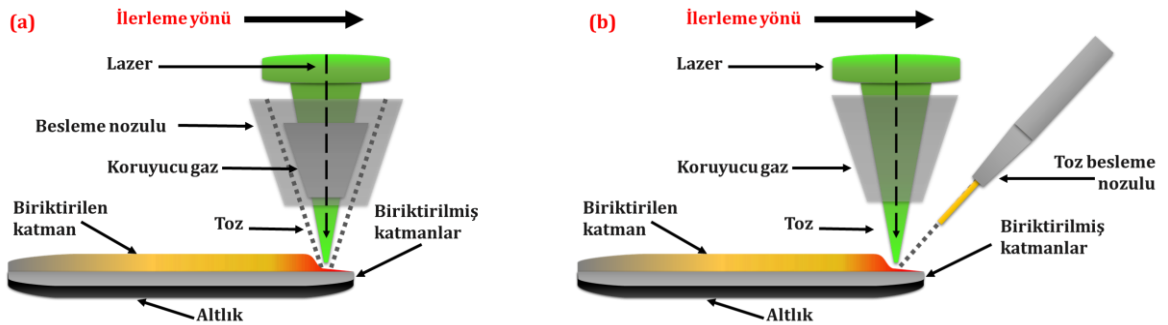 (a)
İlerleme yönü
Lazer
Besleme nozulu
Koruyucu gaz
Toz
Biriktirilen
katman
Biriktirilmiş
katmanlar
Altlık
(b)
İlerleme yönü
Lazer
Koruyucu gaz
Toz besleme
nozulu
Toz
Biriktirilen
katman
Biriktirilmiş
katmanlar
Altlık